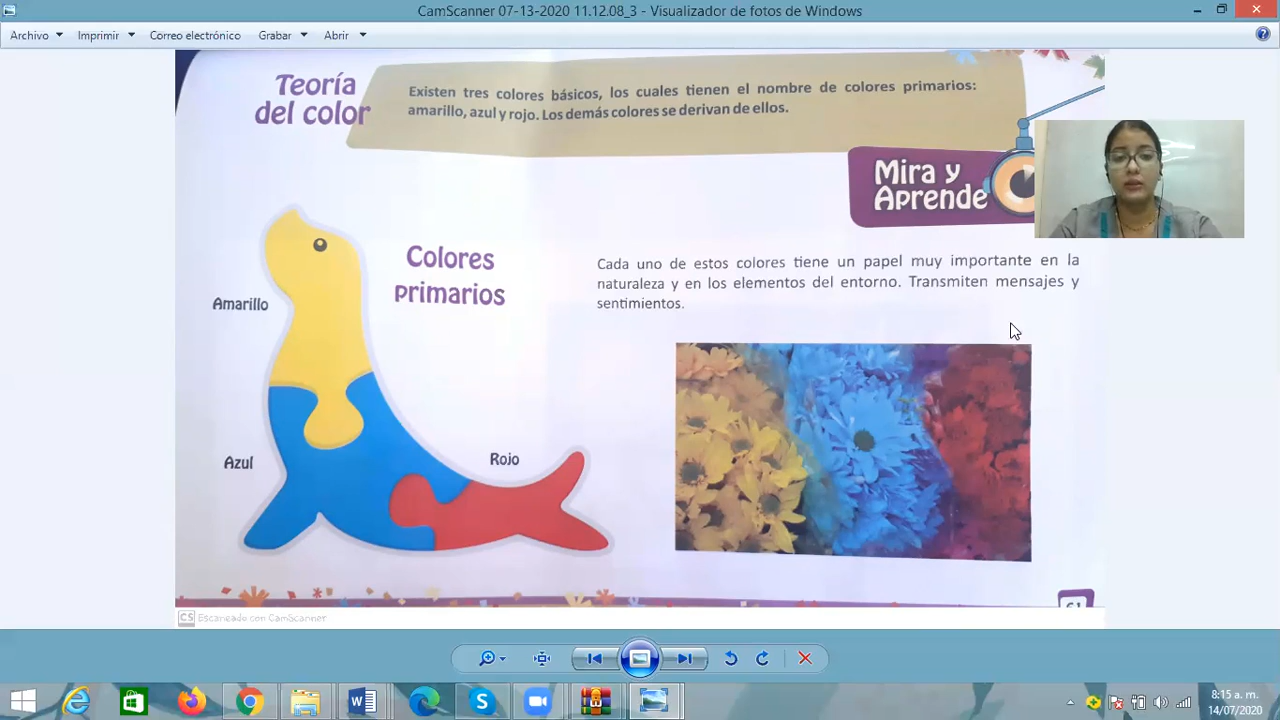 CamScanner 07-13-2020 11.12.08_3 - Visualizador de fotos de Windows
Archivo Imprimir Correo electrónico Grabar Abrir
Teoría
del color
Existen tres colores básicos, los cuales tienen el nombre de colores primarios:
amarillo, azul y rojo. Los demás colores se derivan de ellos.
Mira y
Aprende
Colores
primarios
Cada uno de estos colores tiene un papel muy importante en la
naturaleza y en los elementos del entorno. Transmiten mensajes y
sentimientos.
Amarillo
Azul
Rojo
CS Escaneado con CamScanner
8:15 a. m.
14/07/2020